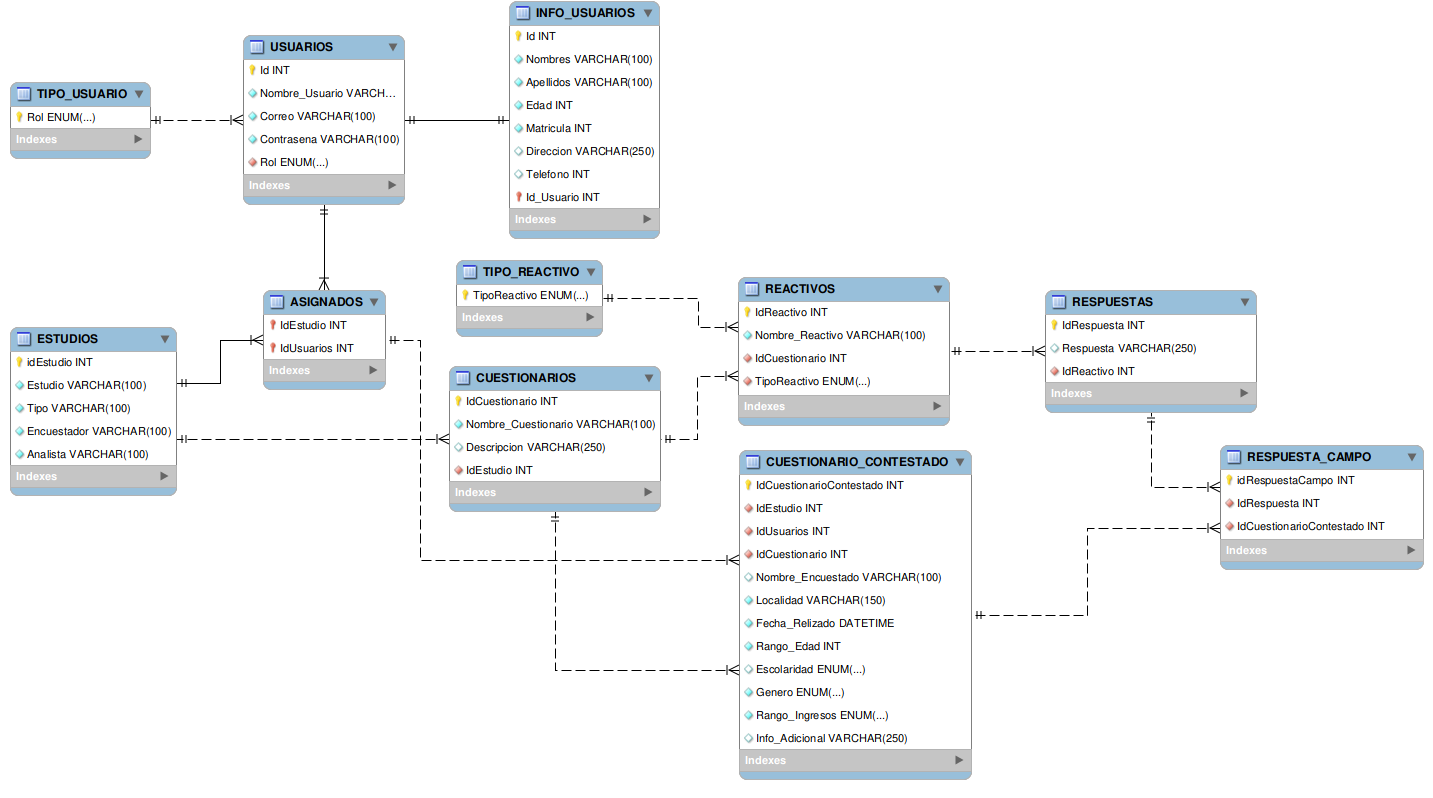 TIPO_USUARIO
Rol ENUM(...)
Indexes
USUARIOS
Id INT
Nombre_Usuario VARCH...
Correo VARCHAR(100)
Contrasena VARCHAR(100)
Rol ENUM(...)
Indexes
INFO_USUARIOS
Id INT
Nombres VARCHAR(100)
Apellidos VARCHAR(100)
Edad INT
Matricula INT
Direccion VARCHAR(250)
Telefono INT
Id_Usuario INT
Indexes
ASIGNADOS
IdEstudio INT
IdUsuarios INT
Indexes
ESTUDIOS
idEstudio INT
Estudio VARCHAR(100)
Tipo VARCHAR(100)
Encuestador VARCHAR(100)
Analista VARCHAR(100)
Indexes
TIPO_REACTIVO
TipoReactivo ENUM(...)
Indexes
CUESTIONARIOS
IdCuestionario INT
Nombre_Cuestionario VARCHAR(100)
Descripcion VARCHAR(250)
IdEstudio INT
Indexes
REACTIVOS
IdReactivo INT
Nombre_Reactivo VARCHAR(100)
IdCuestionario INT
TipoReactivo ENUM(...)
Indexes
RESPUESTAS
IdRespuesta INT
Respuesta VARCHAR(250)
IdReactivo INT
Indexes
CUESTIONARIO_CONTESTADO
IdCuestionarioContestado INT
IdEstudio INT
IdUsuarios INT
IdCuestionario INT
Nombre_Encuestado VARCHAR(100)
Localidad VARCHAR(150)
Fecha_Relizado DATETIME
Rango_Edad INT
Escolaridad ENUM(...)
Genero ENUM(...)
Rango_Ingresos ENUM(...)
Info_Adicional VARCHAR(250)
Indexes
RESPUESTA_CAMPO
idRespuestaCampo INT
IdRespuesta INT
IdCuestionarioContestado INT
Indexes